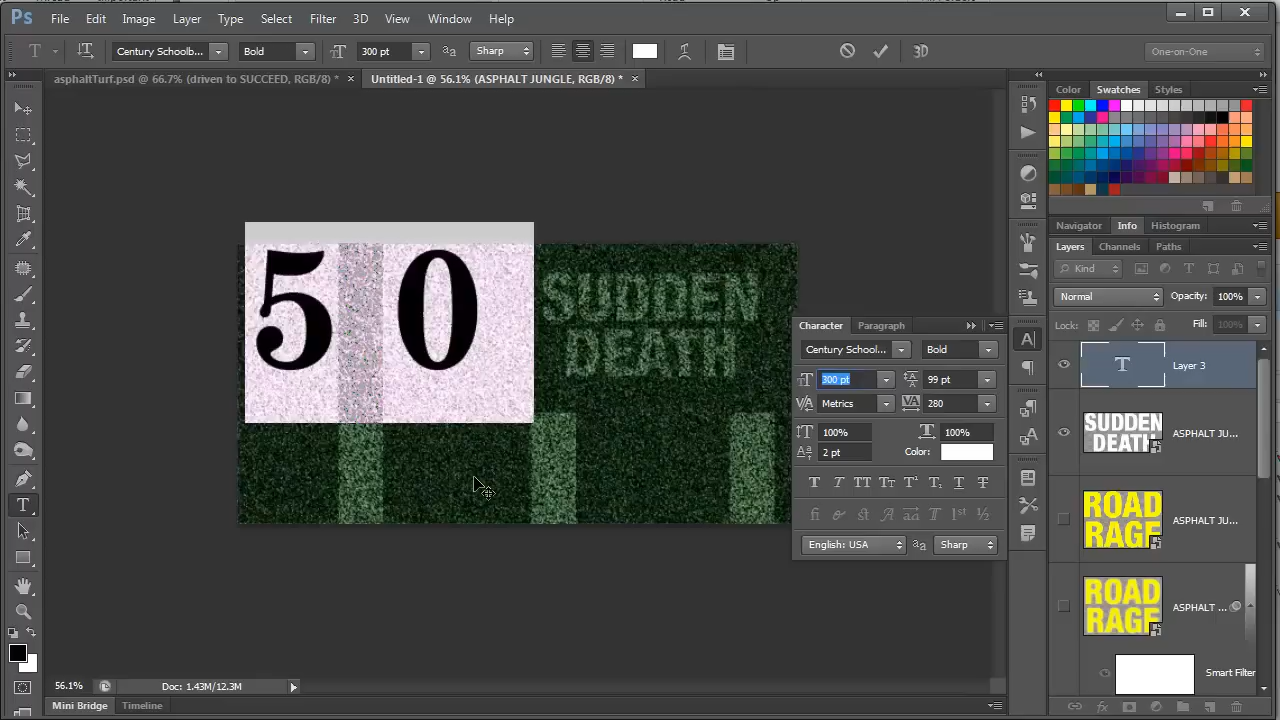 Ps File Edit Image Layer Type Select Filter 3D View Window Help
T Century Schoolb... Bold 300 pt Sharp 3D One-on-One
asphaltTurf.psd @ 66.7% (driven to SUCCEED, RGB/8) * × Untitled-1 @ 56.1% (ASPHALT JUNGLE, RGB/8) * ×
Color Swatches Styles
Navigator Info Histogram
Layers Channels Paths
Kind
Normal Opacity: 100%
Lock: Fill: 100%
Layer 3
SUDDEN
DEATH
ASPHALT JU...
ROAD
RAGE
ASPHALT JU...
ROAD
RAGE
ASPHALT ...
Smart Filter
5 0
SUDDEN
DEATH
Character Paragraph
Century School... Bold
300 pt 99 pt
Metrics 280
100% 100%
2 pt Color:
English: USA Sharp
56.1% Doc: 1.43M/12.3M
Mini Bridge Timeline